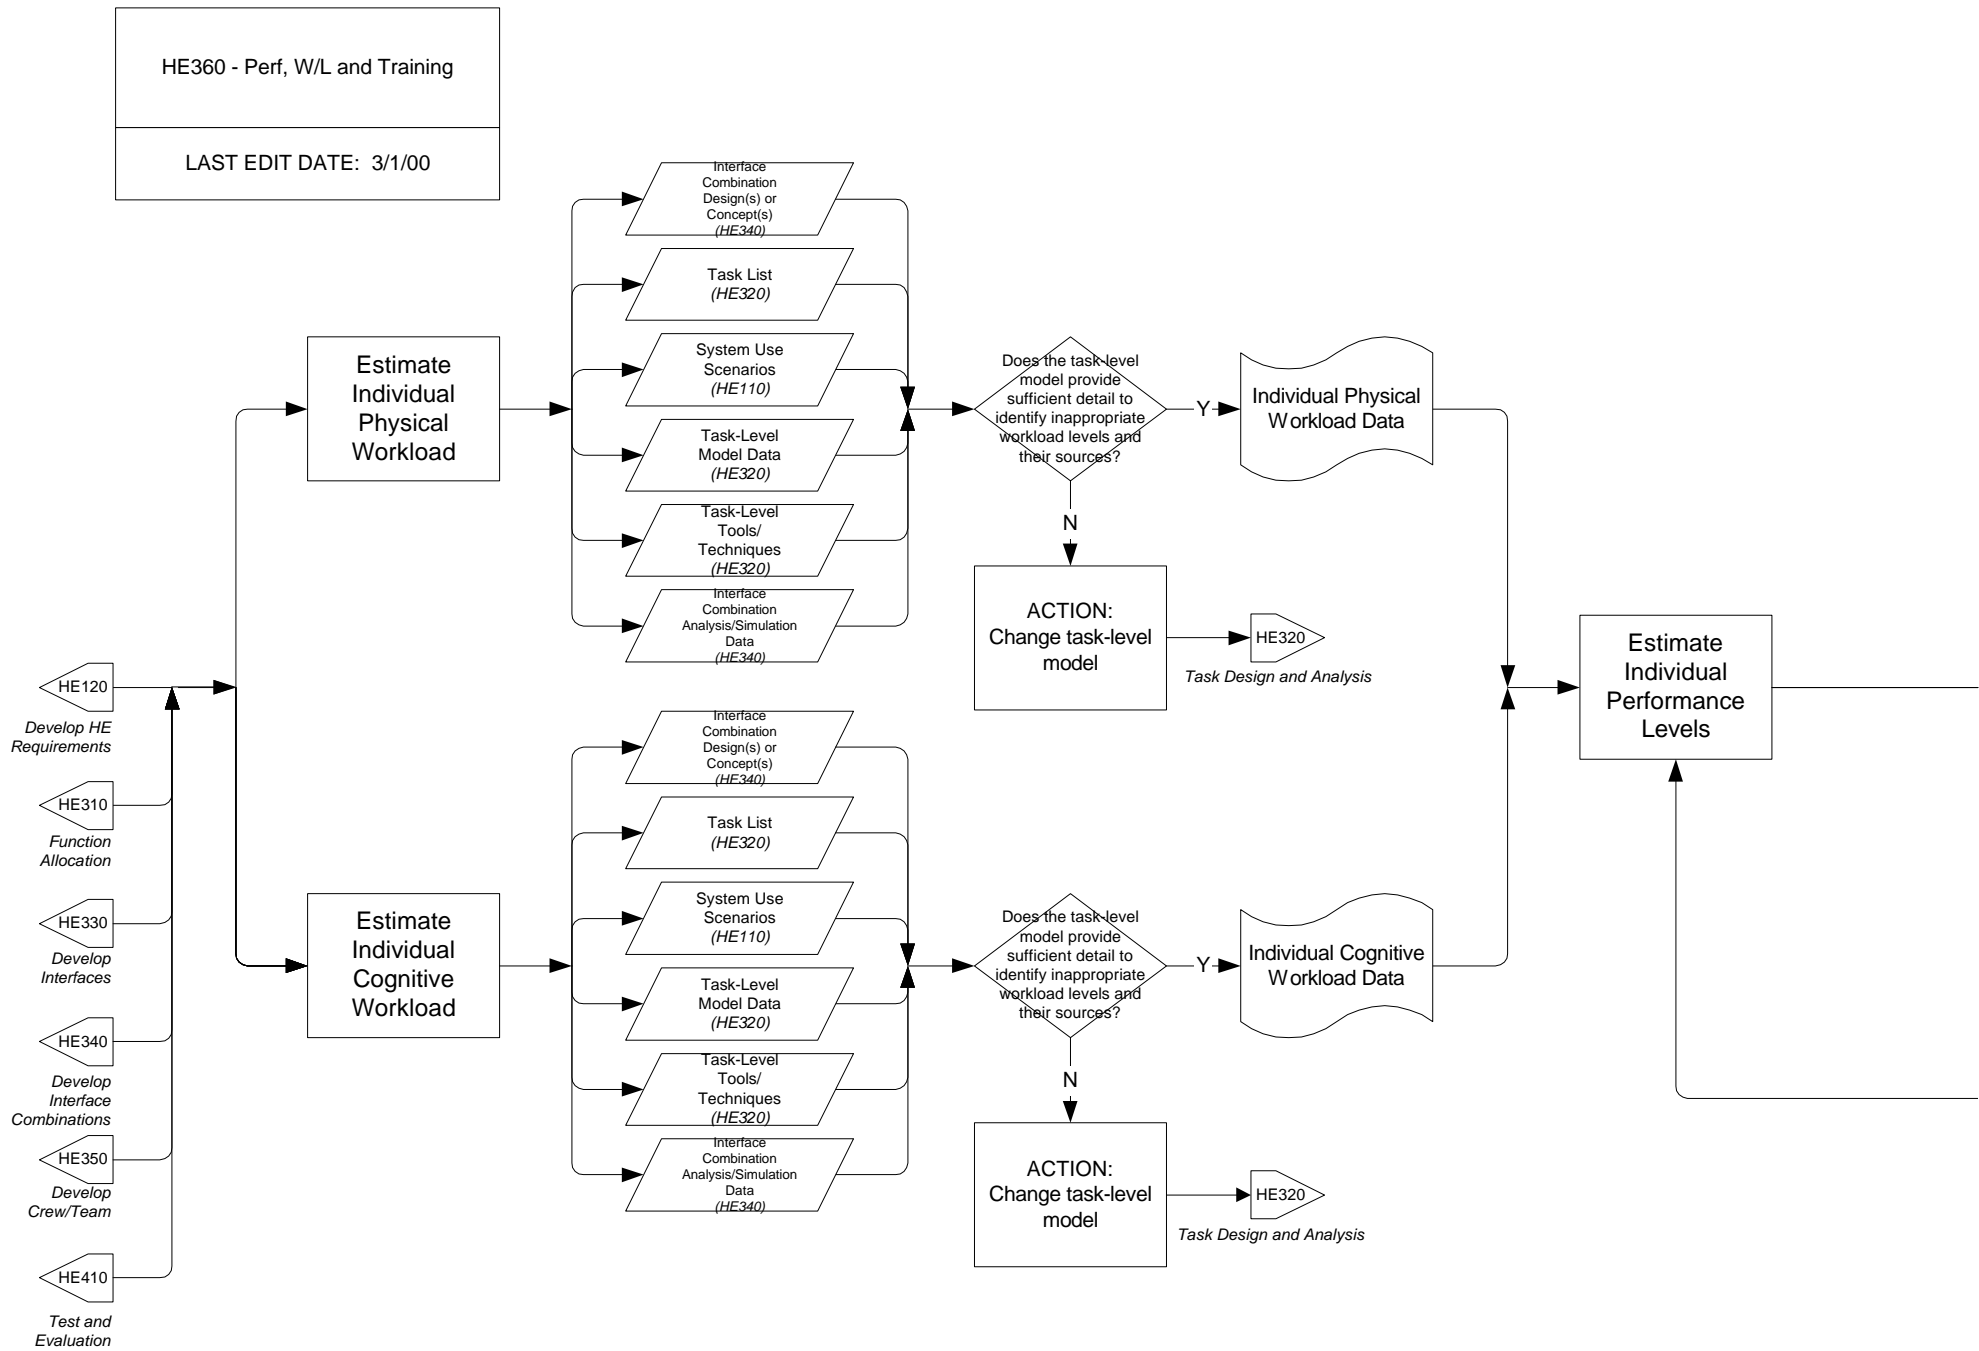 HE360 - Perf, W/L and Training
LAST EDIT DATE:  3/1/00
HE120
Develop HE
Requirements
HE310
Function
Allocation
HE330
Develop
Interfaces
HE340
Develop
Interface
Combinations
HE350
Develop
Crew/Team
HE410
Test and
Evaluation
Estimate
Individual
Physical
Workload
Interface
Combination
Design(s) or
Concept(s)
(HE340)
Task List
(HE320)
System Use
Scenarios
(HE110)
Task-Level
Model Data
(HE320)
Task-Level
Tools/
Techniques
(HE320)
Interface
Combination
Analysis/Simulation
Data
(HE340)
Does the task-level
model provide
sufficient detail to
identify inappropriate
workload levels and
their sources?
Y
Individual Physical
Workload Data
N
ACTION:
Change task-level
model
HE320
Task Design and Analysis
Estimate
Individual
Cognitive
Workload
Interface
Combination
Design(s) or
Concept(s)
(HE340)
Task List
(HE320)
System Use
Scenarios
(HE110)
Task-Level
Model Data
(HE320)
Task-Level
Tools/
Techniques
(HE320)
Interface
Combination
Analysis/Simulation
Data
(HE340)
Does the task-level
model provide
sufficient detail to
identify inappropriate
workload levels and
their sources?
Y
Individual Cognitive
Workload Data
N
ACTION:
Change task-level
model
HE320
Task Design and Analysis
Estimate
Individual
Performance
Levels